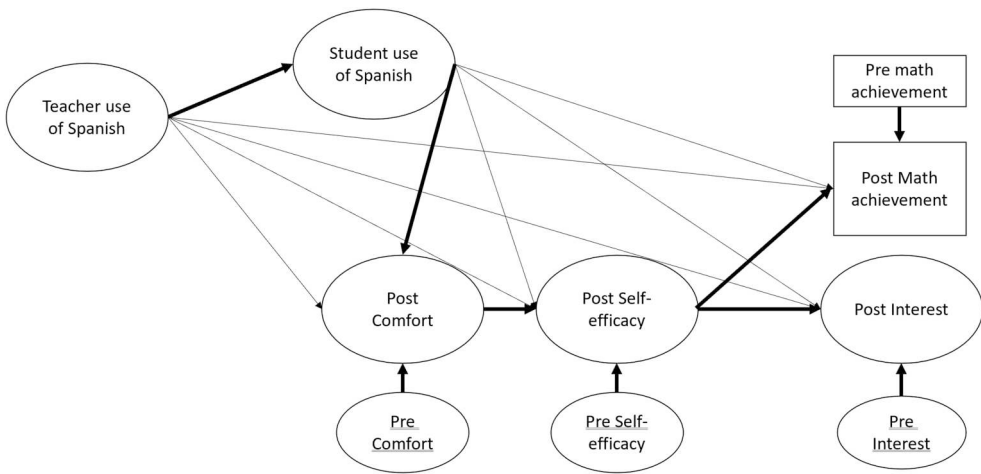 Student use
of Spanish
Teacher use
of Spanish
Pre math
achievement
Post Math
achievement
Post
Comfort
Post Self-
efficacy
Post Interest
Pre
Comfort
Pre Self-
efficacy
Pre
Interest